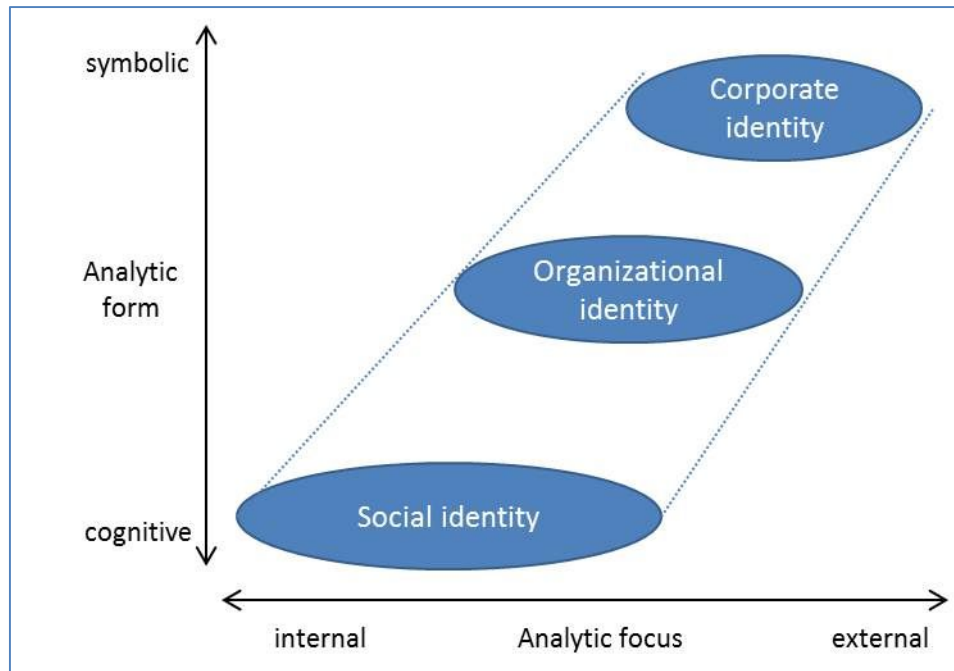 symbolic
Corporate
identity
Analytic
form
Organizational
identity
cognitive
Social identity
internal
Analytic focus
external